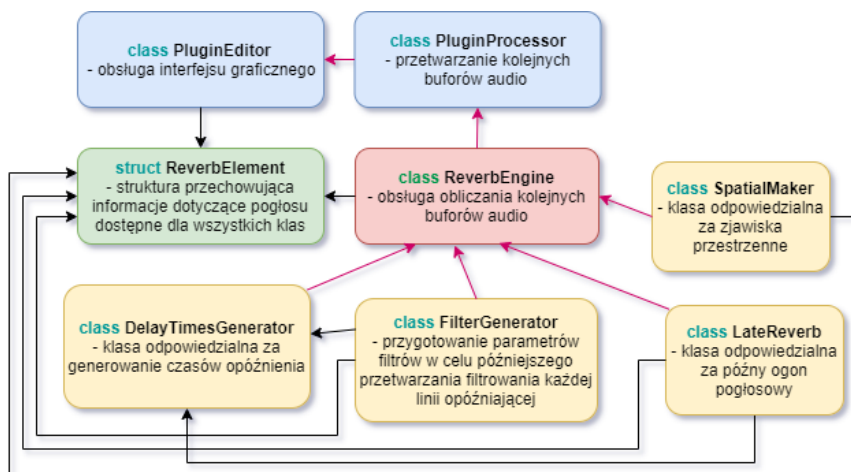 class PluginEditor
- obsługa interfejsu graficznego
class PluginProcessor
- przetwarzanie kolejnych
buforów audio
struct ReverbElement
- struktura przechowująca
informacje dotyczące pogłosu
dostępne dla wszystkich klas
class ReverbEngine
- obsługa obliczania kolejnych
buforów audio
class SpatialMaker
- klasa odpowiedzialna
za zjawiska
przestrzenne
class DelayTimesGenerator
- klasa odpowiedzialna za
generowanie czasów opóźnienia
class FilterGenerator
- przygotowanie parametrów
filtrów w celu późniejszego
przetwarzania filtrowania każdej
linii opóźniającej
class LateReverb
- klasa odpowiedzialna
za późny ogon
pogłosowy